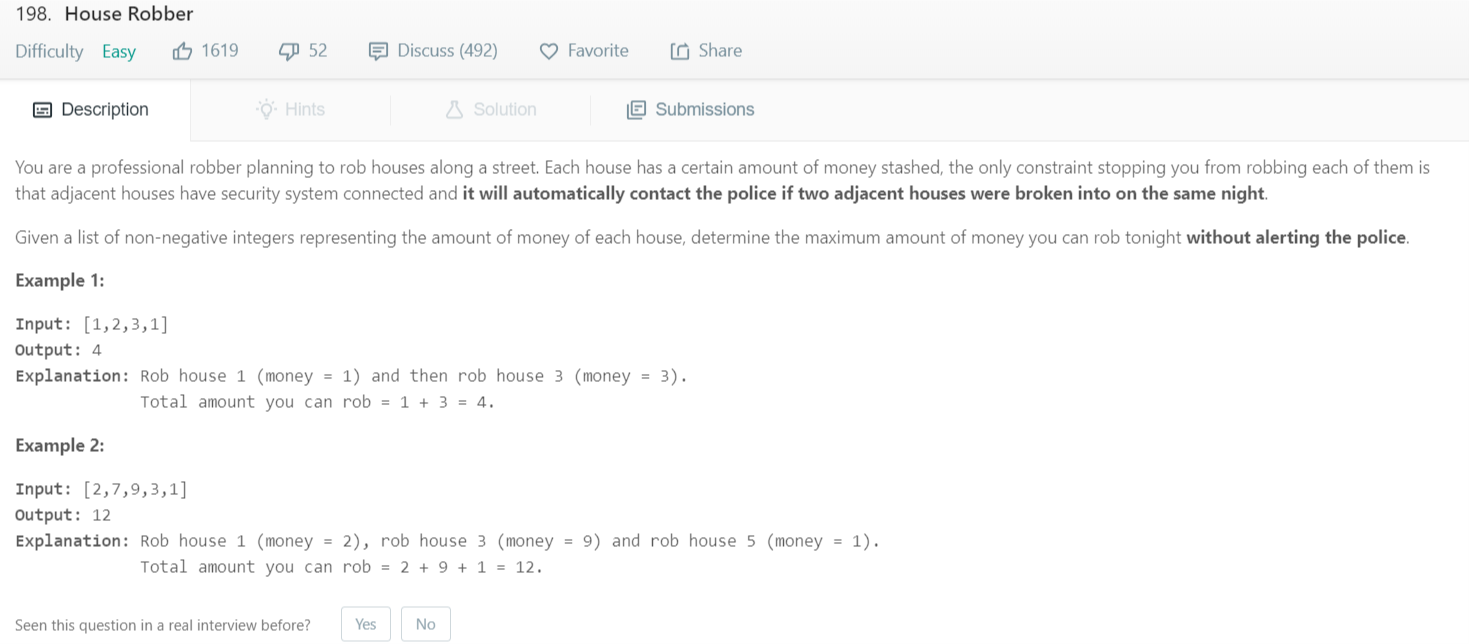 198. House Robber
Difficulty Easy 1619 52 Discuss (492) Favorite Share
Description Hints Solution Submissions
You are a professional robber planning to rob houses along a street. Each house has a certain amount of money stashed, the only constraint stopping you from robbing each of them is
that adjacent houses have security system connected and it will automatically contact the police if two adjacent houses were broken into on the same night.
Given a list of non-negative integers representing the amount of money of each house, determine the maximum amount of money you can rob tonight without alerting the police.
Example 1:
Input: [1,2,3,1]
Output: 4
Explanation: Rob house 1 (money = 1) and then rob house 3 (money = 3).
Total amount you can rob = 1 + 3 = 4.
Example 2:
Input: [2,7,9,3,1]
Output: 12
Explanation: Rob house 1 (money = 2), rob house 3 (money = 9) and rob house 5 (money = 1).
Total amount you can rob = 2 + 9 + 1 = 12.
Seen this question in a real interview before? Yes No